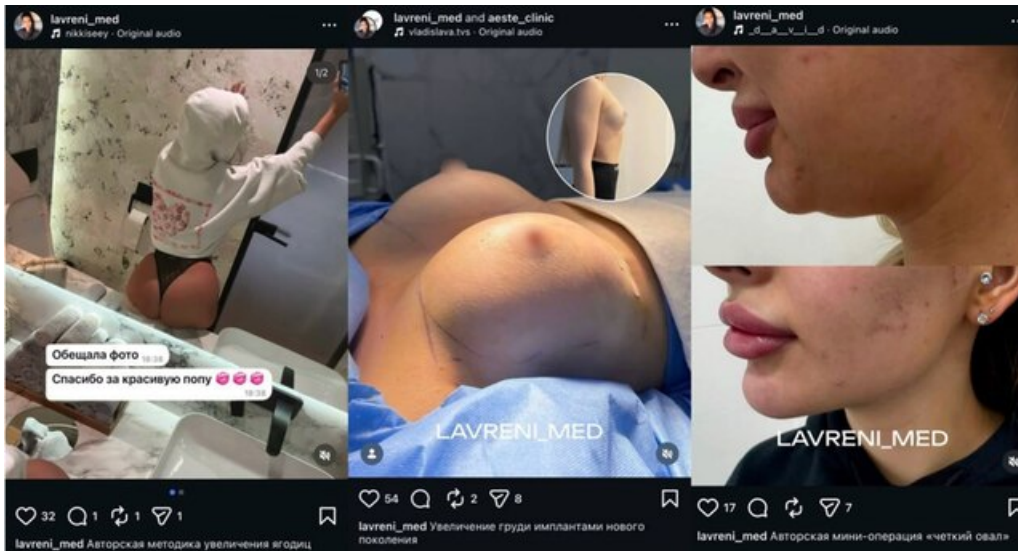 lavreni_med
nikkiseey · Original audio
1/2
Обещала фото 18:38
Спасибо за красивую попу
18:38
32 1 1 1
lavreni_med Авторская методика увеличения ягодиц
lavreni_med and aeste_clinic
vladislava.tvs · Original audio
LAVRENI_MED
54 2 8
lavreni_med Увеличение груди имплантами нового
поколения
lavreni_med
_d__a__v__i__d · Original audio
LAVRENI_MED
17 7
lavreni_med Авторская мини-операция «четкий овал»